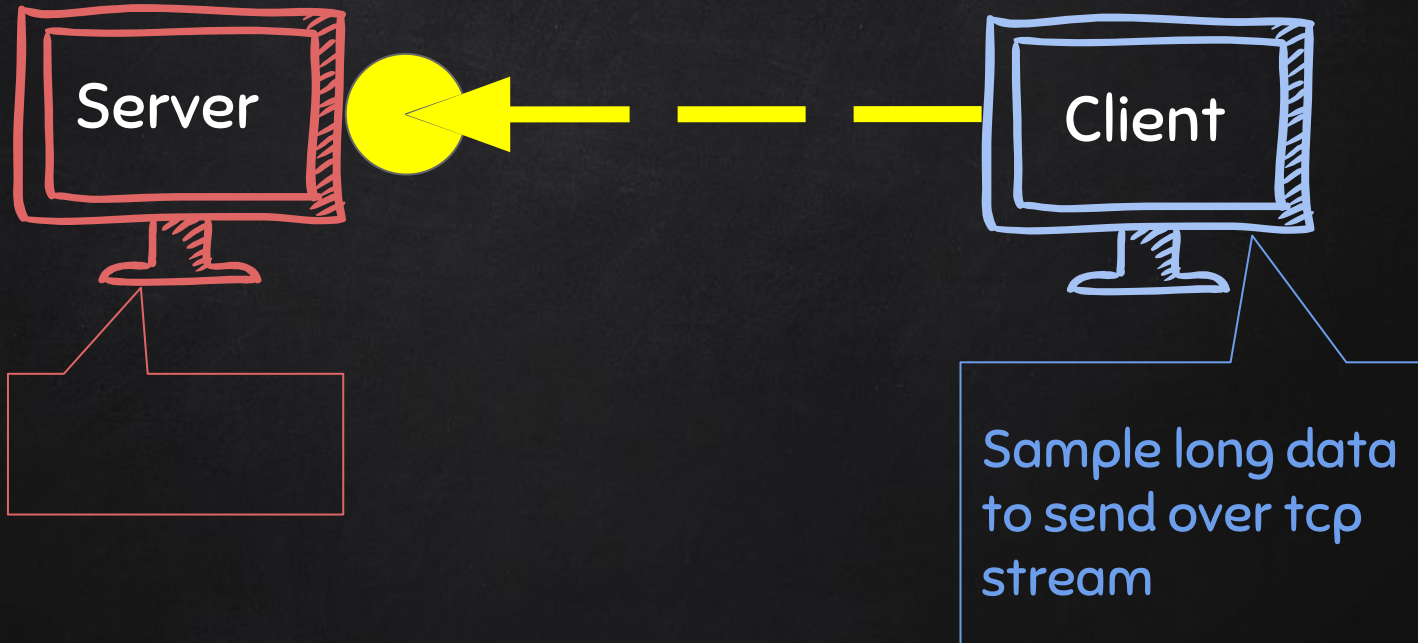 Server
Client
Sample long data
to send over tcp
stream